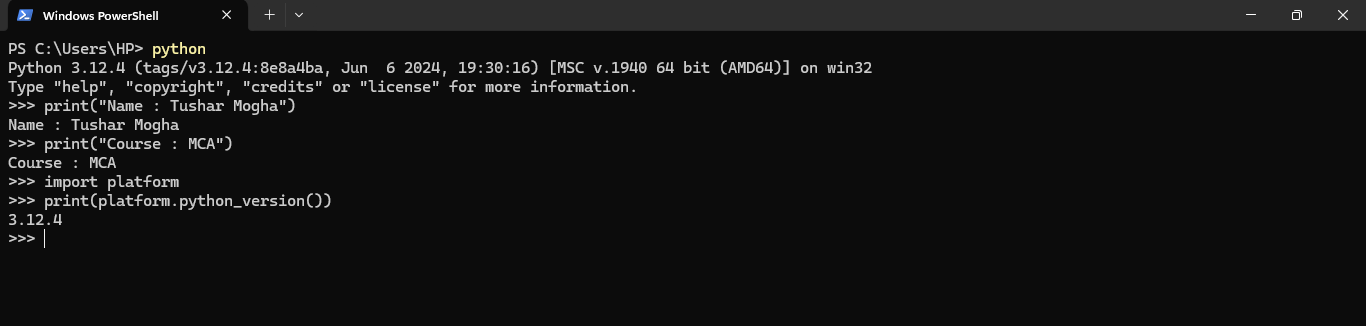 Windows PowerShell
PS C:\Users\HP> python
Python 3.12.4 (tags/v3.12.4:8e8a4ba, Jun  6 2024, 19:30:16) [MSC v.1940 64 bit (AMD64)] on win32
Type "help", "copyright", "credits" or "license" for more information.
>>> print("Name : Tushar Mogha")
Name : Tushar Mogha
>>> print("Course : MCA")
Course : MCA
>>> import platform
>>> print(platform.python_version())
3.12.4
>>>